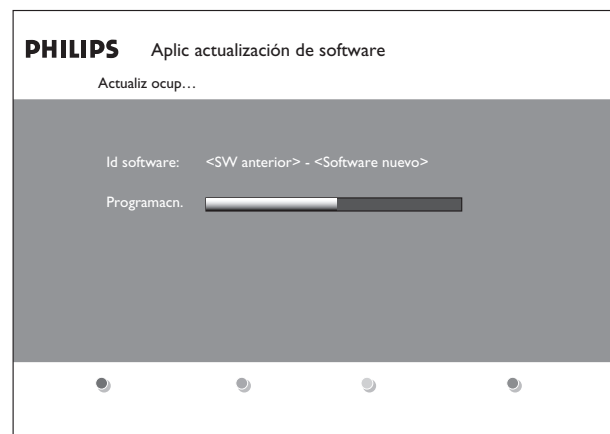 PHILIPS Aplic actualización de software
Actualiz ocup...
Id software: <SW anterior> - <Software nuevo>
Programacn.